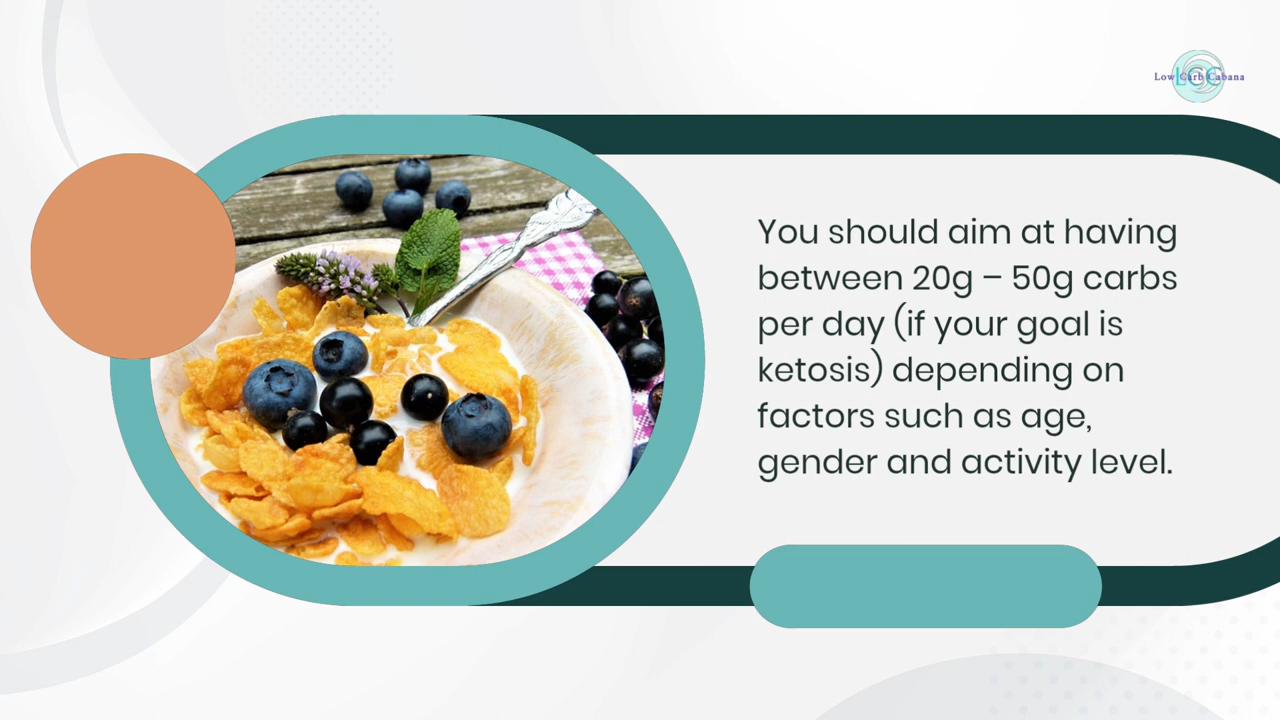 LCC
Low Carb Cabana
You should aim at having
between 20g – 50g carbs
per day (if your goal is
ketosis) depending on
factors such as age,
gender and activity level.